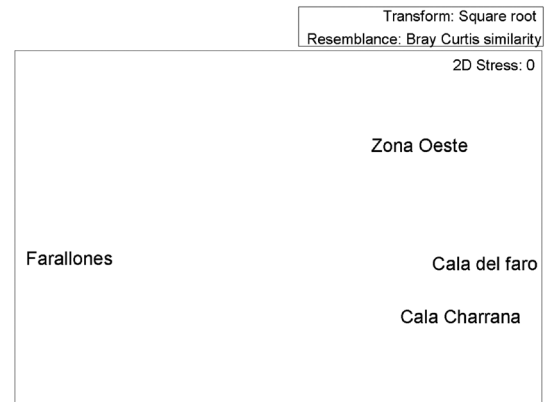 Transform: Square root
Resemblance: Bray Curtis similarity
2D Stress: 0
Zona Oeste
Farallones
Cala del faro
Cala Charrana